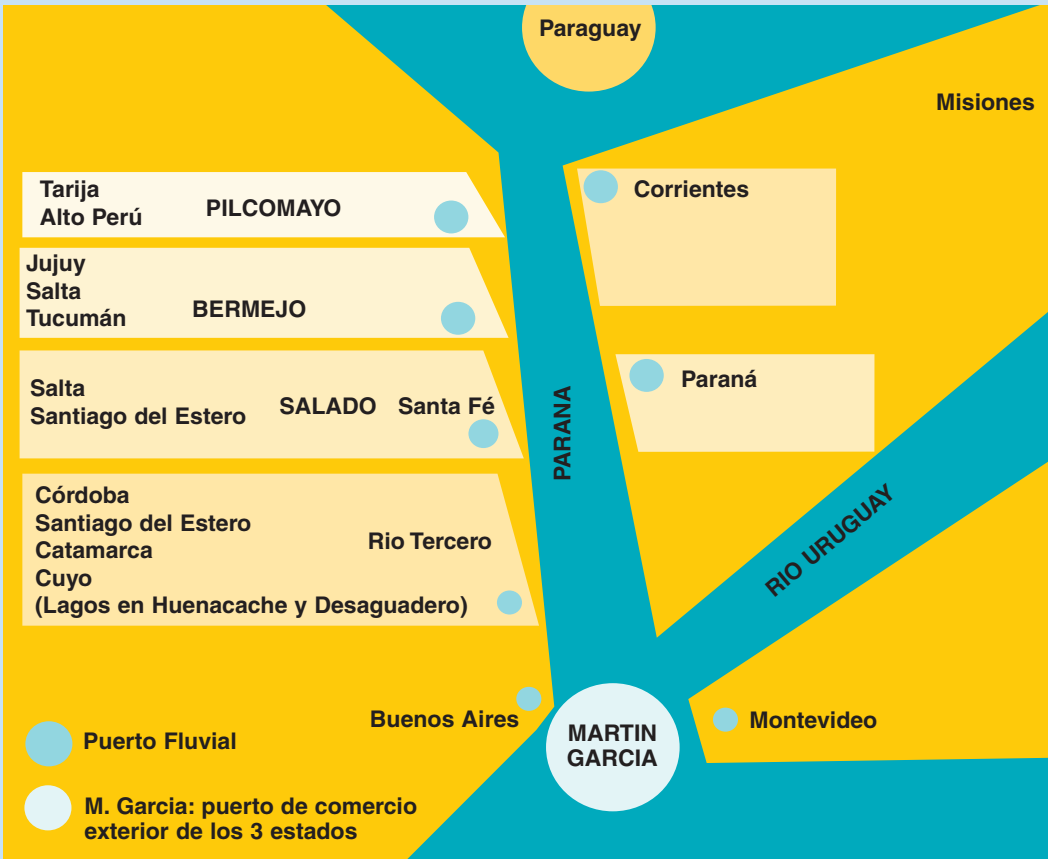 Paraguay
Misiones
Tarija
Alto Perú
PILCOMAYO
Corrientes
Jujuy
Salta
Tucumán
BERMEJO
Salta
Santiago del Estero
SALADO
Santa Fé
Paraná
PARANA
Córdoba
Santiago del Estero
Catamarca
Cuyo
(Lagos en Huenacache y Desaguadero)
Rio Tercero
RIO URUGUAY
Buenos Aires
MARTIN
GARCIA
Montevideo
Puerto Fluvial
M. Garcia: puerto de comercio
exterior de los 3 estados